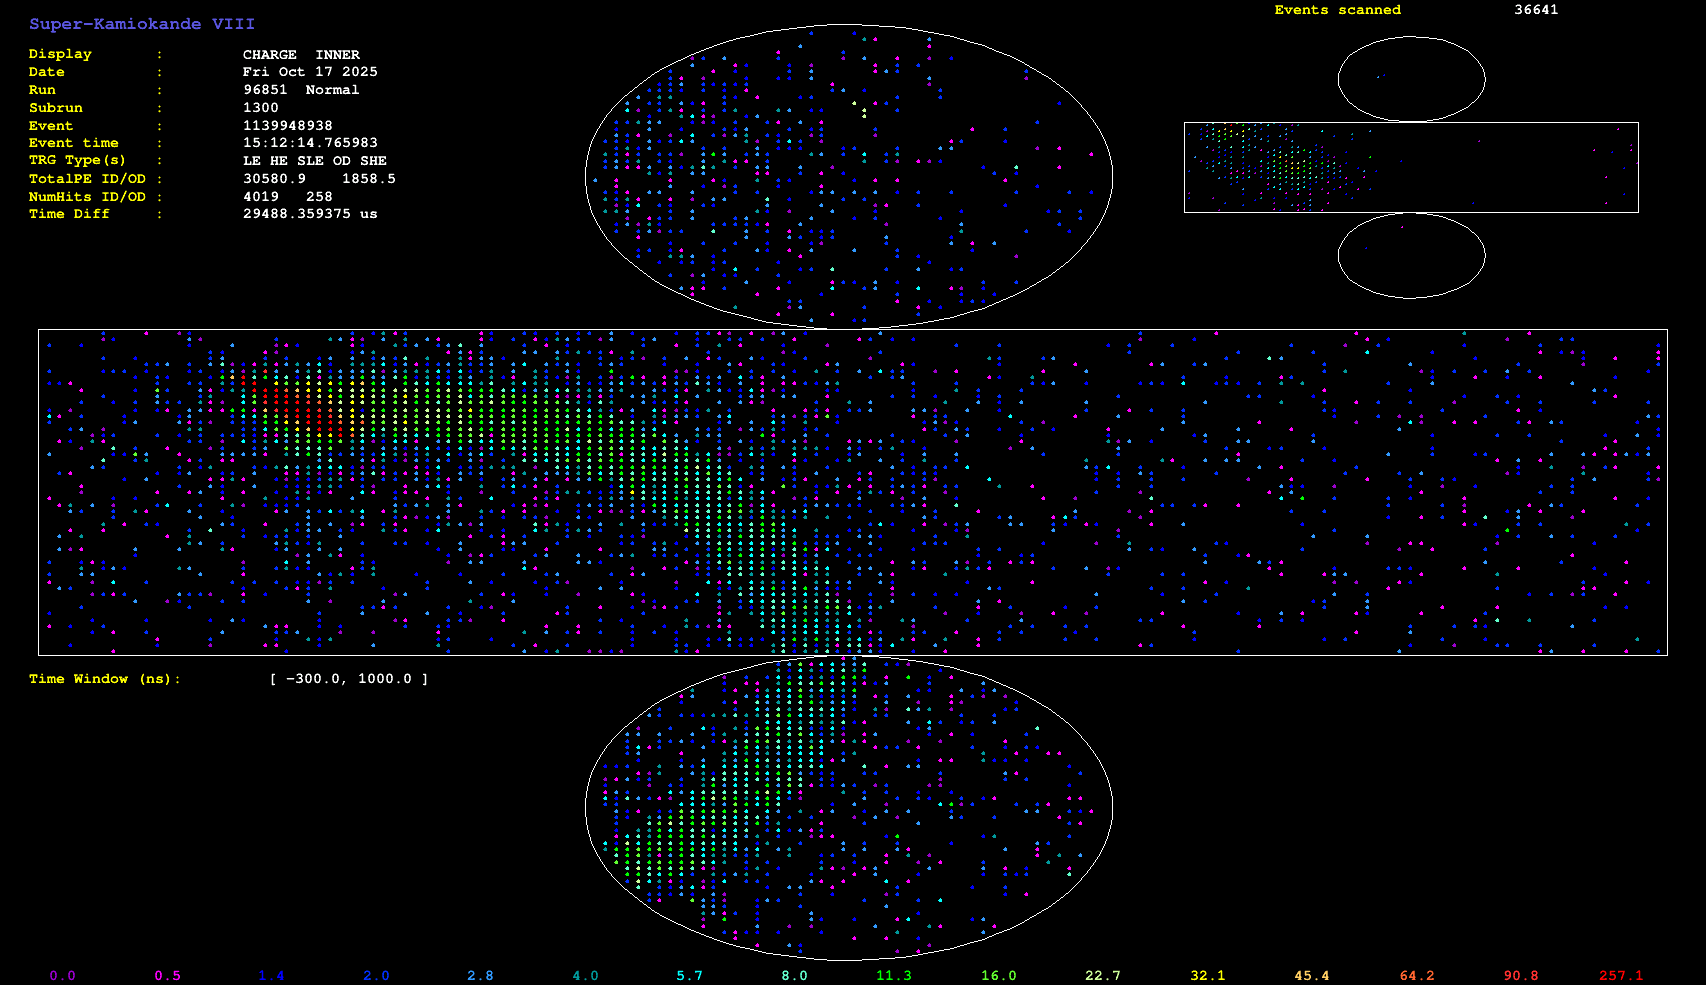 Super-Kamiokande VIII
Events scanned 36641
Display : CHARGE INNER
Date : Fri Oct 17 2025
Run : 96851 Normal
Subrun : 1300
Event : 1139948938
Event time : 15:12:14.765983
TRG Type(s) : LE HE SLE OD SHE
TotalPE ID/OD : 30580.9 1858.5
NumHits ID/OD : 4019 258
Time Diff : 29488.359375 us
Time Window (ns): [ -300.0, 1000.0 ]
0.0 0.5 1.4 2.0 2.8 4.0 5.7 8.0 11.3 16.0 22.7 32.1 45.4 64.2 90.8 257.1